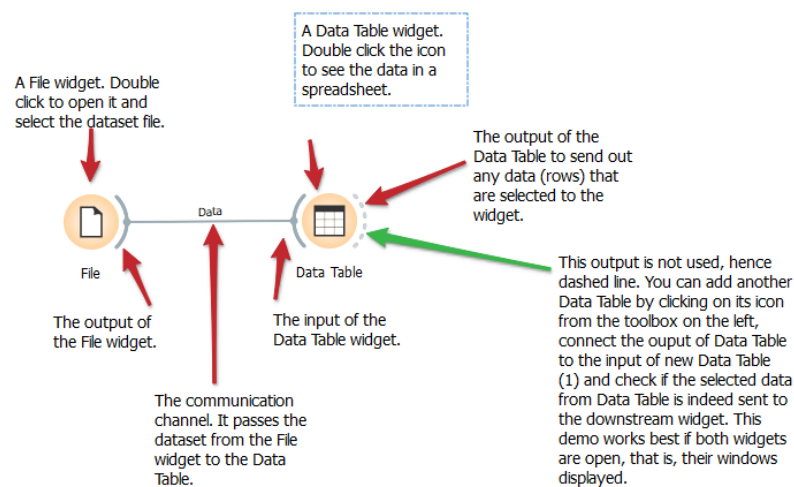 A Data Table widget.
Double click the icon
to see the data in a
spreadsheet.
A File widget. Double
click to open it and
select the dataset file.
The output of the
Data Table to send out
any data (rows) that
are selected to the
widget.
Data
File
Data Table
The output of
the File widget.
The input of the
Data Table widget.
The communication
channel. It passes the
dataset from the File
widget to the Data
Table.
This output is not used, hence
dashed line. You can add another
Data Table by clicking on its icon
from the toolbox on the left,
connect the ouput of Data Table
to the input of new Data Table
(1) and check if the selected data
from Data Table is indeed sent to
the downstream widget. This
demo works best if both widgets
are open, that is, their windows
displayed.